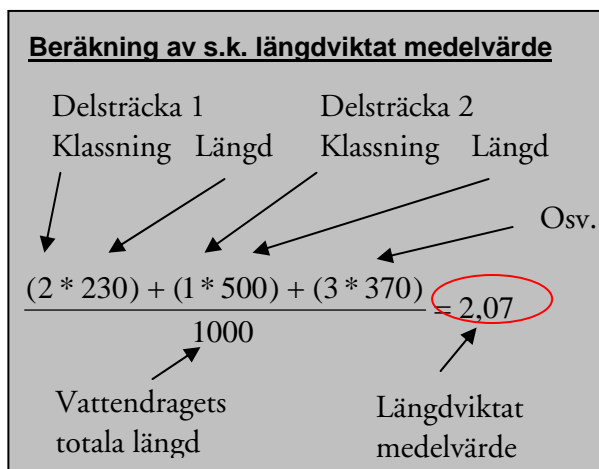 Beräkning av s.k. längdviktat medelvärde
Delsträcka 1 Delsträcka 2
Klassning Längd Klassning Längd
Osv.
(2 * 230) + (1 * 500) + (3 * 370)
= 2,07
1000
Vattendragets Längdviktat
totala längd medelvärde